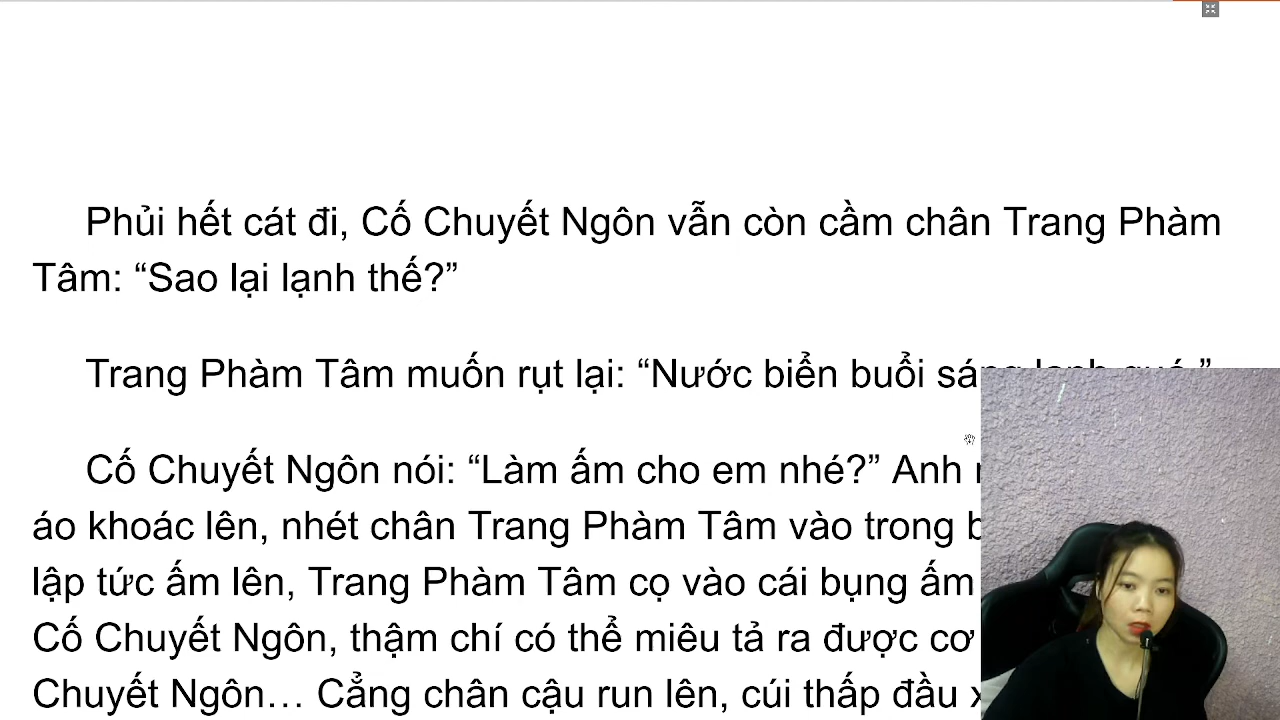 Phủi hết cát đi, Cố Chuyết Ngôn vẫn còn cầm chân Trang Phàm
Tâm: “Sao lại lạnh thế?”
Trang Phàm Tâm muốn rụt lại: “Nước biển buổi sáng lạnh quá.”
Cố Chuyết Ngôn nói: “Làm ấm cho em nhé?” Anh
áo khoác lên, nhét chân Trang Phàm Tâm vào trong
lập tức ấm lên, Trang Phàm Tâm cọ vào cái bụng ấm
Cố Chuyết Ngôn, thậm chí có thể miêu tả ra được cơ
Chuyết Ngôn… Cẳng chân cậu run lên, cúi thấp đầu